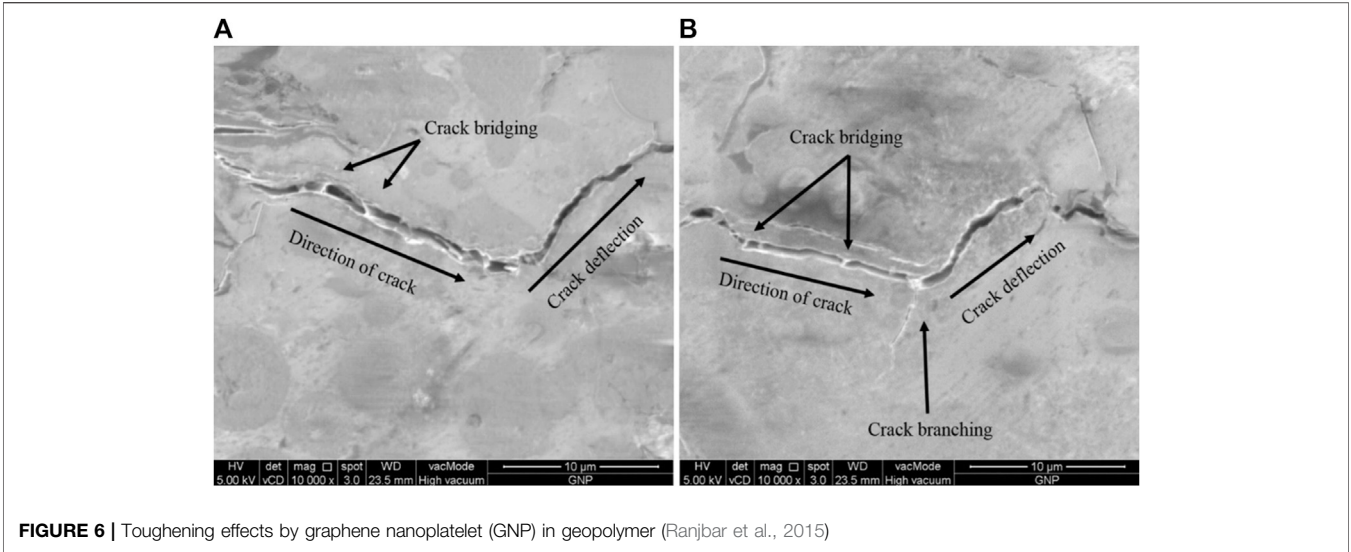 A
B
Crack bridging
Direction of crack
Crack deflection
Crack bridging
Direction of crack
Crack deflection
Crack branching
HV det mag □ spot WD vacMode 10 µm
5.00 kV vCD 10 000 x 3.0 23.5 mm High vacuum GNP
HV det mag □ spot WD vacMode 10 µm
5.00 kV vCD 10 000 x 3.0 23.5 mm High vacuum GNP
FIGURE 6 | Toughening effects by graphene nanoplatelet (GNP) in geopolymer (Ranjbar et al., 2015)